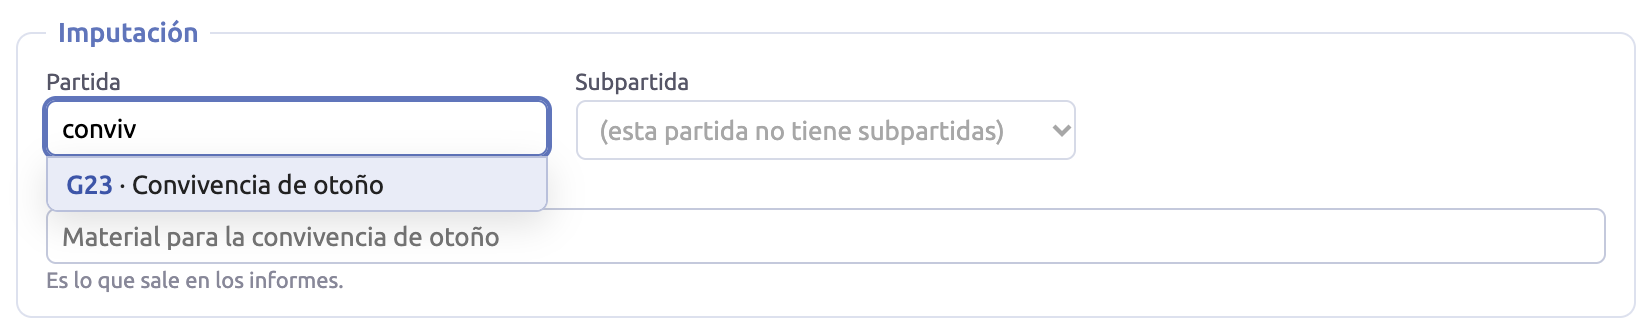 Imputación
Partida
Subpartida
conviv
(esta partida no tiene subpartidas)
G23 · Convivencia de otoño
Material para la convivencia de otoño
Es lo que sale en los informes.